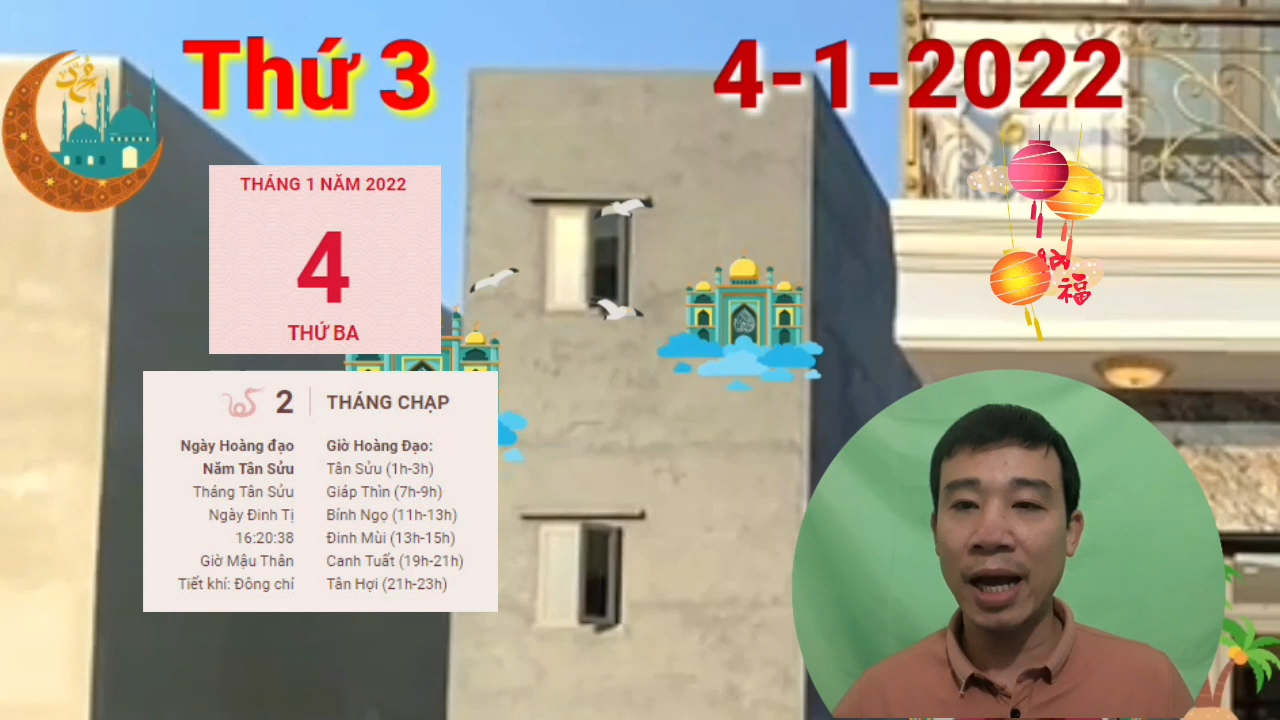 Thứ 3
4-1-2022
THÁNG 1 NĂM 2022
4
THỨ BA
2
THÁNG CHẠP
Ngày Hoàng đạo
Năm Tân Sửu
Tháng Tân Sửu
Ngày Đinh Tị
16:20:38
Giờ Mậu Thân
Tiết khí: Đông chí
Giờ Hoàng Đạo:
Tân Sửu (1h-3h)
Giáp Thìn (7h-9h)
Bính Ngọ (11h-13h)
Đinh Mùi (13h-15h)
Canh Tuất (19h-21h)
Tân Hợi (21h-23h)
福